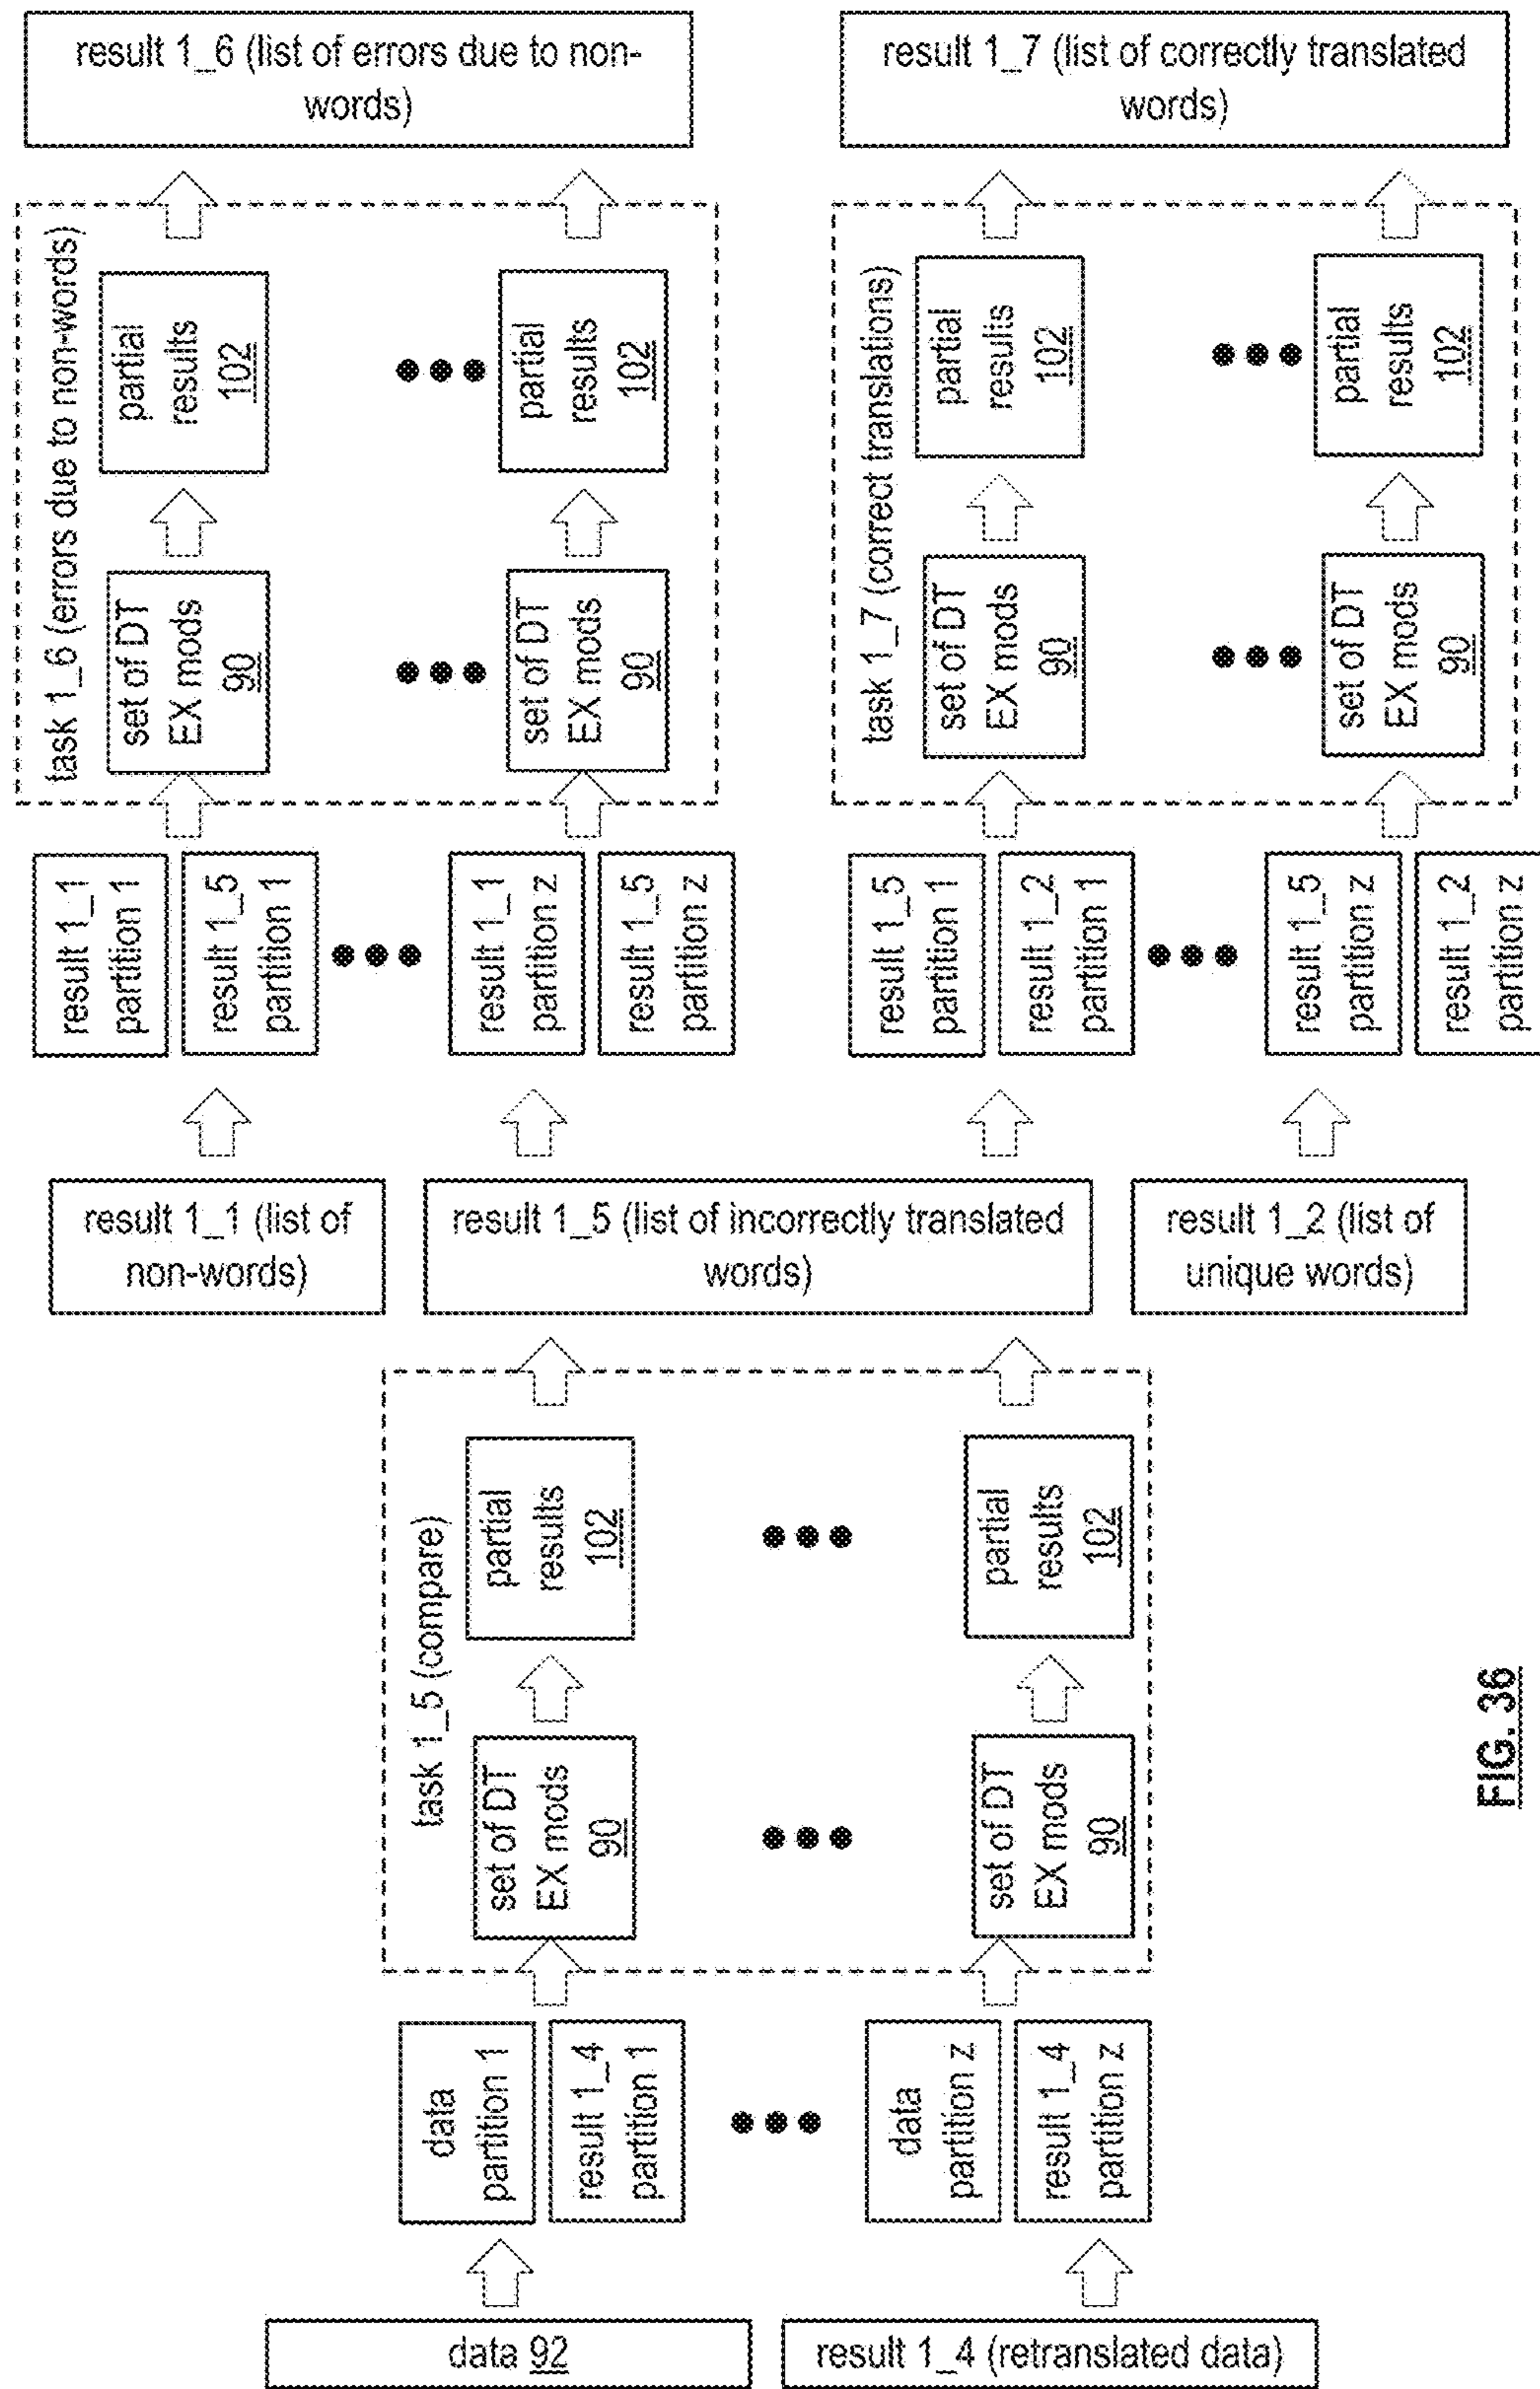 data 92
result 1_4 (retranslated data)
data
partition 1
result 1_4
partition 1
data
partition z
result 1_4
partition z
task 1_5 (compare)
set of DT
EX mods
90
partial
results
102
set of DT
EX mods
90
partial
results
102
result 1_1 (list of
non-words)
result 1_5 (list of incorrectly translated
words)
result 1_2 (list of
unique words)
result 1_1
partition 1
result 1_5
partition 1
result 1_1
partition z
result 1_5
partition z
task 1_6 (errors due to non-words)
set of DT
EX mods
90
partial
results
102
set of DT
EX mods
90
partial
results
102
result 1_6 (list of errors due to non-
words)
result 1_5
partition 1
result 1_2
partition 1
result 1_5
partition z
result 1_2
partition z
task 1_7 (correct translations)
set of DT
EX mods
90
partial
results
102
set of DT
EX mods
90
partial
results
102
result 1_7 (list of correctly translated
words)
FIG. 36